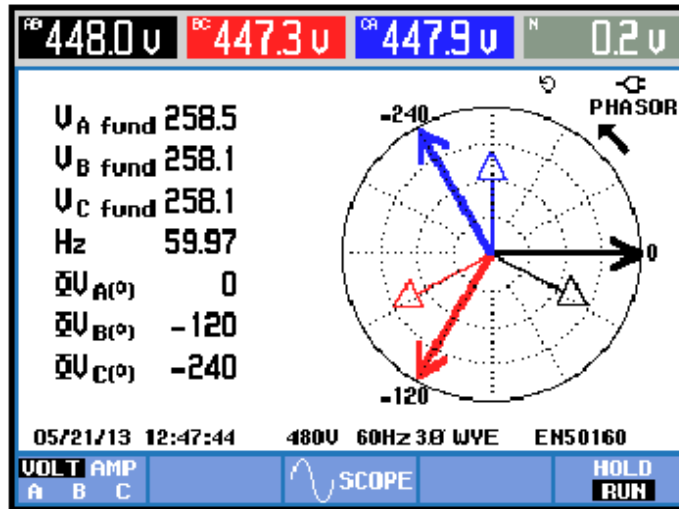 AB 448.0 V BC 447.3 V CA 447.9 V N 0.2 V
PHASOR
-240
VA fund 258.5
VB fund 258.1
VC fund 258.1
Hz 59.97
0
ΦVA(°) 0
ΦVB(°) -120
ΦVC(°) -240
-120
05/21/13 12:47:44 480V 60Hz 3Ø WYE EN50160
VOLT AMP
A B C
SCOPE
HOLD
RUN